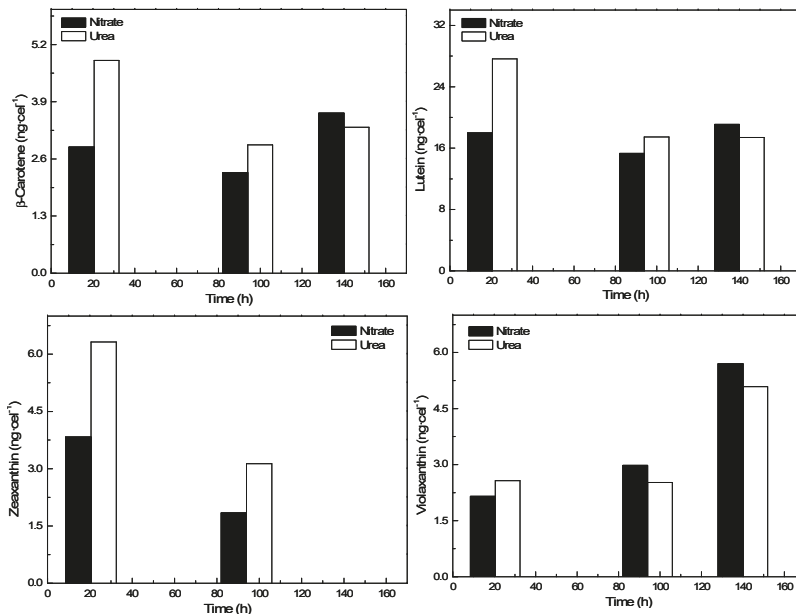 Nitrate
Urea
β-Carotene (ng·cel⁻¹)
5.2
3.9
2.6
1.3
0.0
0 20 40 60 80 100 120 140 160
Time (h)
Nitrate
Urea
Lutein (ng·cel⁻¹)
32
24
16
8
0
0 20 40 60 80 100 120 140 160
Time (h)
Nitrate
Urea
Zeaxanthin (ng·cel⁻¹)
6.0
4.5
3.0
1.5
0.0
0 20 40 60 80 100 120 140 160
Time (h)
Nitrate
Urea
Violaxanthin (ng·cel⁻¹)
6.0
4.5
3.0
1.5
0.0
0 20 40 60 80 100 120 140 160
Time (h)